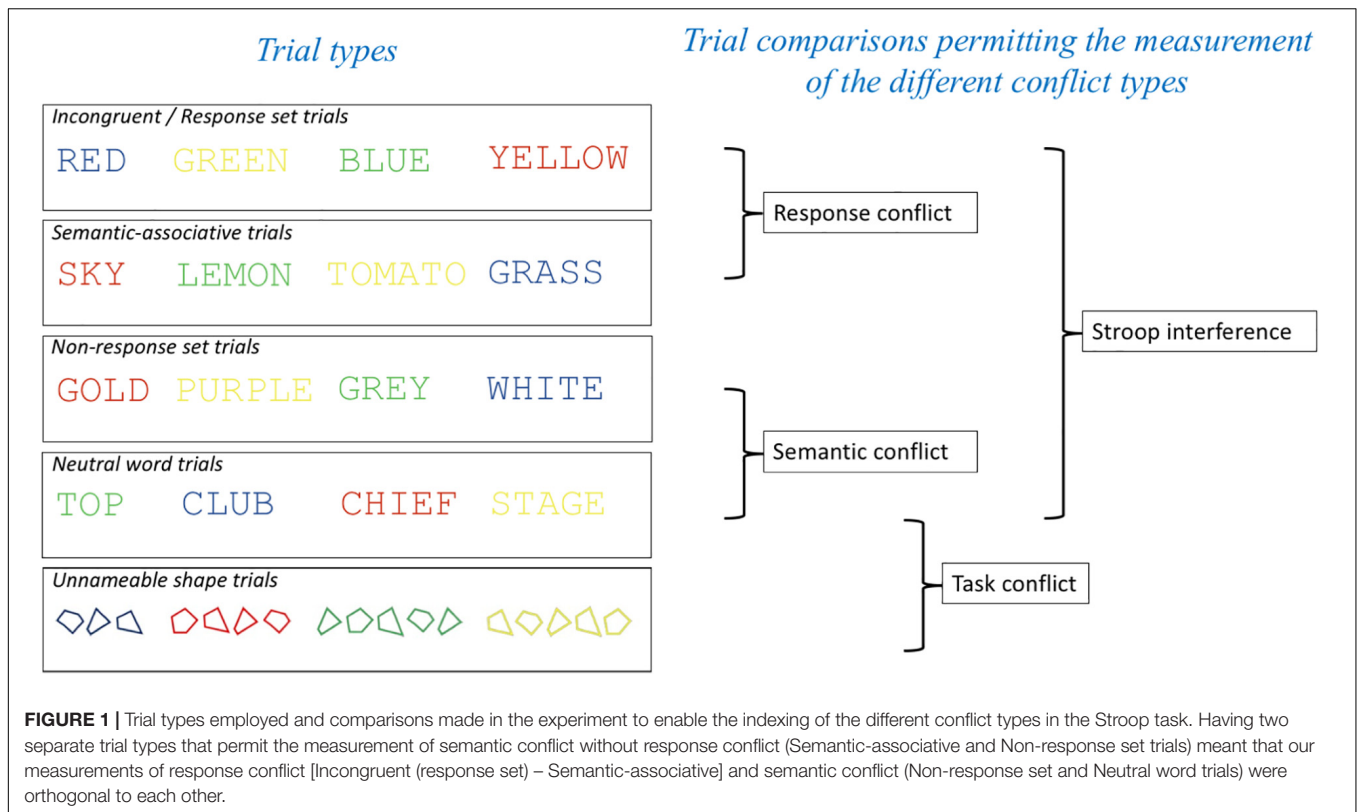 Trial types
Trial comparisons permitting the measurement
of the different conflict types
Incongruent / Response set trials
RED GREEN BLUE YELLOW
Response conflict
Semantic-associative trials
SKY LEMON TOMATO GRASS
Stroop interference
Non-response set trials
GOLD PURPLE GREY WHITE
Semantic conflict
Neutral word trials
TOP CLUB CHIEF STAGE
Unnameable shape trials
Task conflict
FIGURE 1 | Trial types employed and comparisons made in the experiment to enable the indexing of the different conflict types in the Stroop task. Having two
separate trial types that permit the measurement of semantic conflict without response conflict (Semantic-associative and Non-response set trials) meant that our
measurements of response conflict [Incongruent (response set) – Semantic-associative] and semantic conflict (Non-response set and Neutral word trials) were
orthogonal to each other.